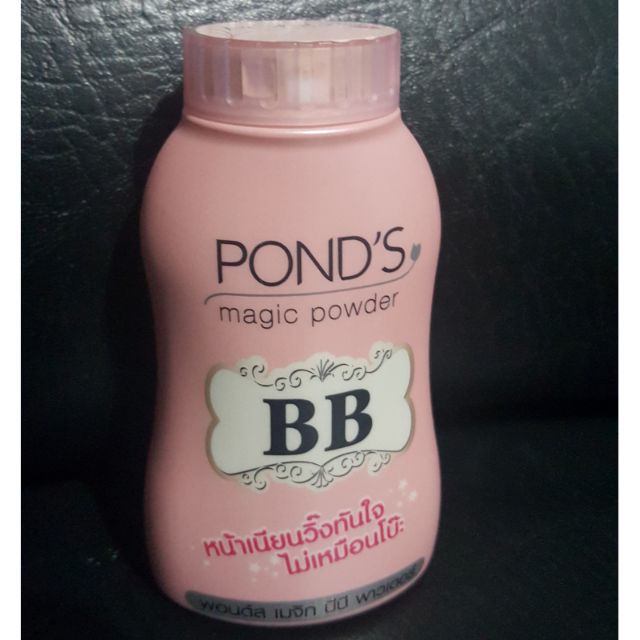 POND'S
magic powder
BB
หน้าเนียนวิ้งทันใจ
ไม่เหมือนโบ๊ะ
พอนด์ส เมจิก บีบี พาวเดอร์